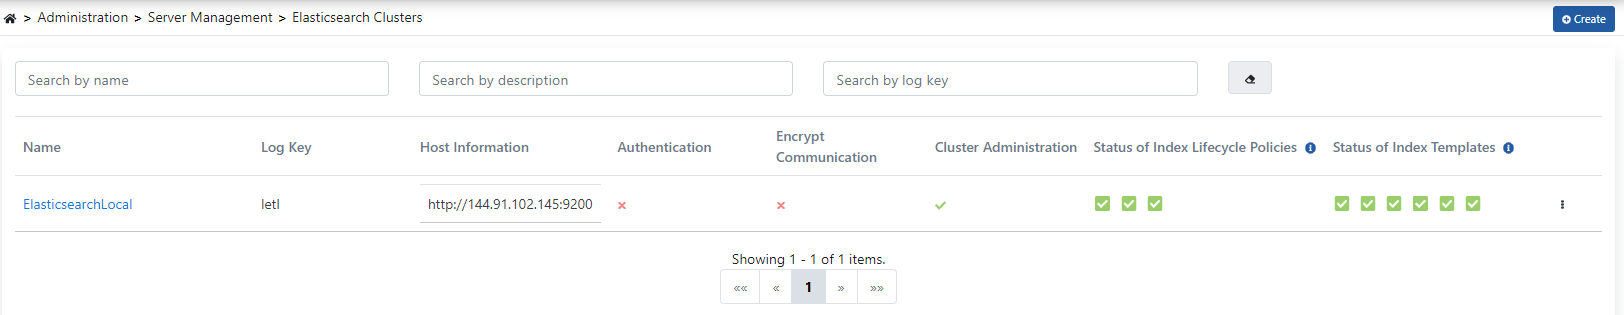 > Administration > Server Management > Elasticsearch Clusters
Create
Search by name
Search by description
Search by log key
Name
Log Key
Host Information
Authentication
Encrypt
Communication
Cluster Administration
Status of Index Lifecycle Policies
Status of Index Templates
ElasticsearchLocal
letl
http://144.91.102.145:9200
Showing 1 - 1 of 1 items.
«« « 1 » »»